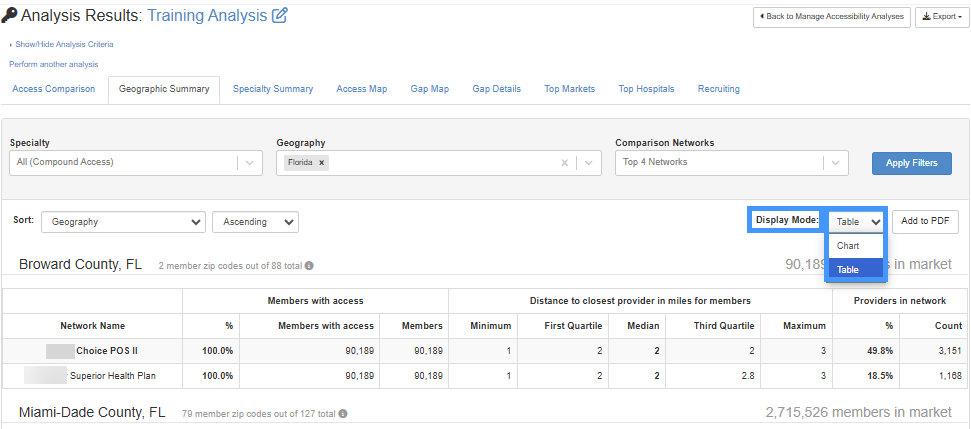 Analysis Results: Training Analysis
Back to Manage Accessibility Analyses
Export
Show/Hide Analysis Criteria
Perform another analysis
Access Comparison Geographic Summary Specialty Summary Access Map Gap Map Gap Details Top Markets Top Hospitals Recruiting
Specialty Geography Comparison Networks
All (Compound Access) Florida x Top 4 Networks Apply Filters
Sort: Geography Ascending Display Mode: Table Add to PDF
Chart
Table
Broward County, FL 2 member zip codes out of 88 total 90,189 in market
Members with access Distance to closest provider in miles for members Providers in network
Network Name % Members with access Members Minimum First Quartile Median Third Quartile Maximum % Count
Choice POS II 100.0% 90,189 90,189 1 2 2 2 3 49.8% 3,151
Superior Health Plan 100.0% 90,189 90,189 1 2 2 2.8 3 18.5% 1,168
Miami-Dade County, FL 79 member zip codes out of 127 total 2,715,526 members in market